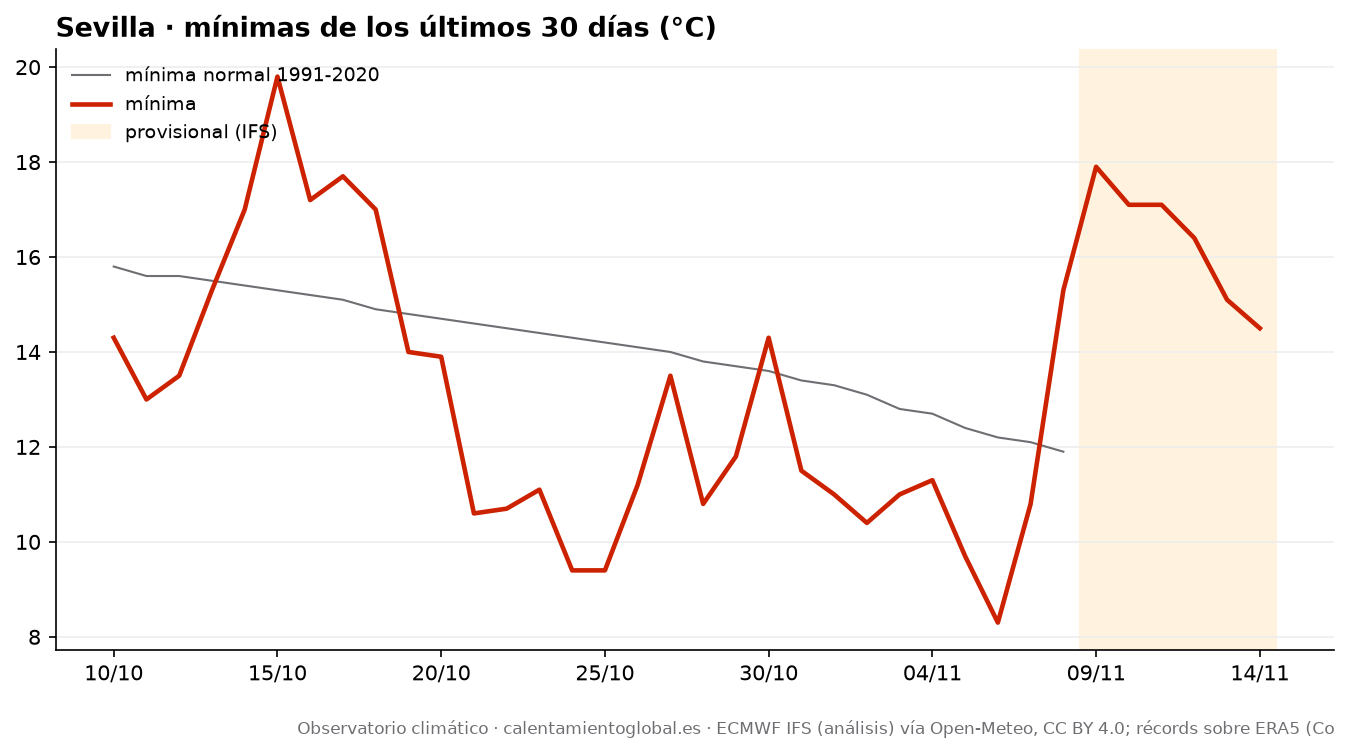 Sevilla · mínimas de los últimos 30 días (°C)
mínima normal 1991-2020
mínima
provisional (IFS)
20
18
16
14
12
10
8
10/10 15/10 20/10 25/10 30/10 04/11 09/11 14/11
Observatorio climático · calentamientoglobal.es · ECMWF IFS (análisis) vía Open-Meteo, CC BY 4.0; récords sobre ERA5 (Co